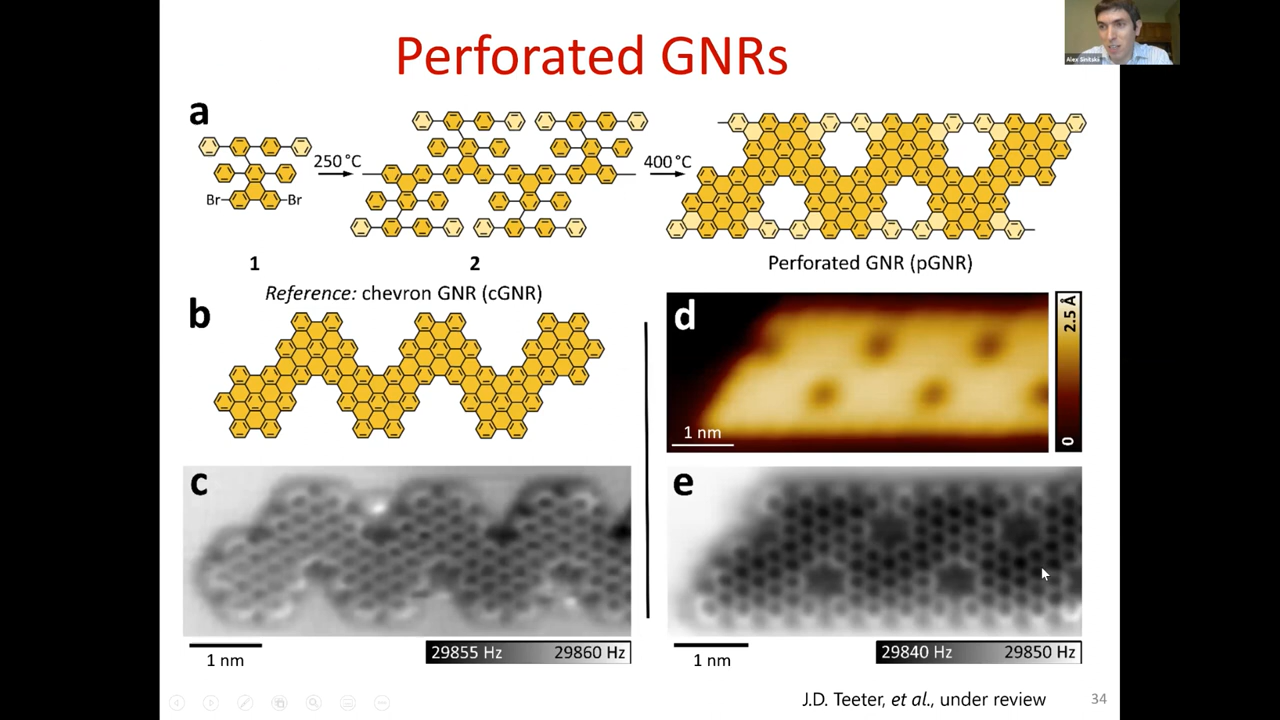 Perforated GNRs
Alex Sinitskii
a
250 °C
400 °C
Br
Br
1
2
Perforated GNR (pGNR)
Reference: chevron GNR (cGNR)
b
d
2.5 Å
0
1 nm
c
e
1 nm
29855 Hz 29860 Hz
1 nm
29840 Hz 29850 Hz
J.D. Teeter, et al., under review
34